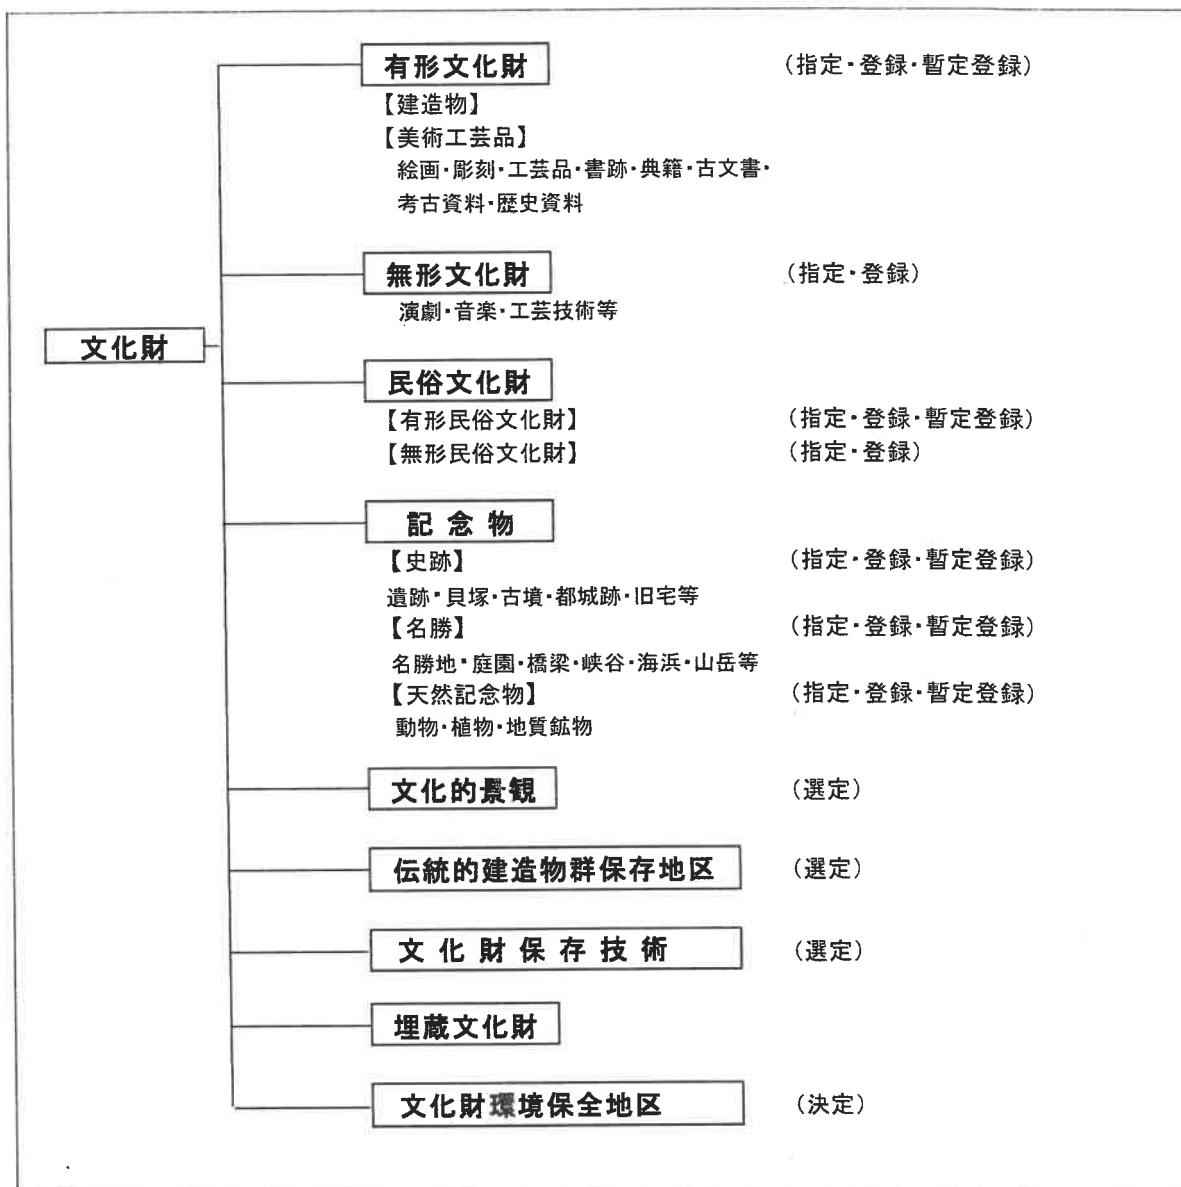 有形文化財 （指定・登録・暫定登録）
【建造物】
【美術工芸品】
絵画・彫刻・工芸品・書跡・典籍・古文書・
考古資料・歴史資料
無形文化財 （指定・登録）
演劇・音楽・工芸技術等
文化財
民俗文化財
【有形民俗文化財】 （指定・登録・暫定登録）
【無形民俗文化財】 （指定・登録）
記念物
【史跡】 （指定・登録・暫定登録）
遺跡・貝塚・古墳・都城跡・旧宅等
【名勝】 （指定・登録・暫定登録）
名勝地・庭園・橋梁・峡谷・海浜・山岳等
【天然記念物】 （指定・登録・暫定登録）
動物・植物・地質鉱物
文化的景観 （選定）
伝統的建造物群保存地区 （選定）
文化財保存技術 （選定）
埋蔵文化財
文化財環境保全地区 （決定）